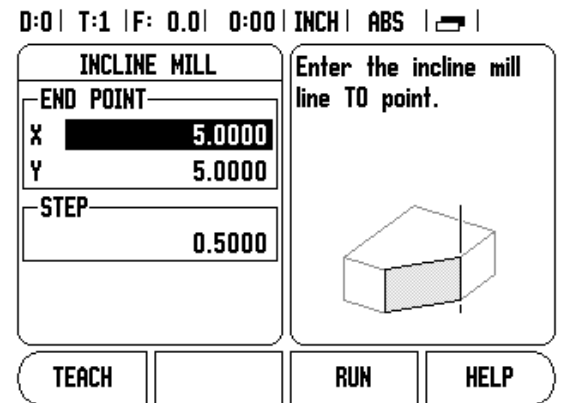 D:0 | T:1 | F: 0.0 | 0:00 | INCH | ABS
INCLINE MILL
END POINT
X 5.0000
Y 5.0000
STEP
0.5000
Enter the incline mill
line TO point.
TEACH RUN HELP